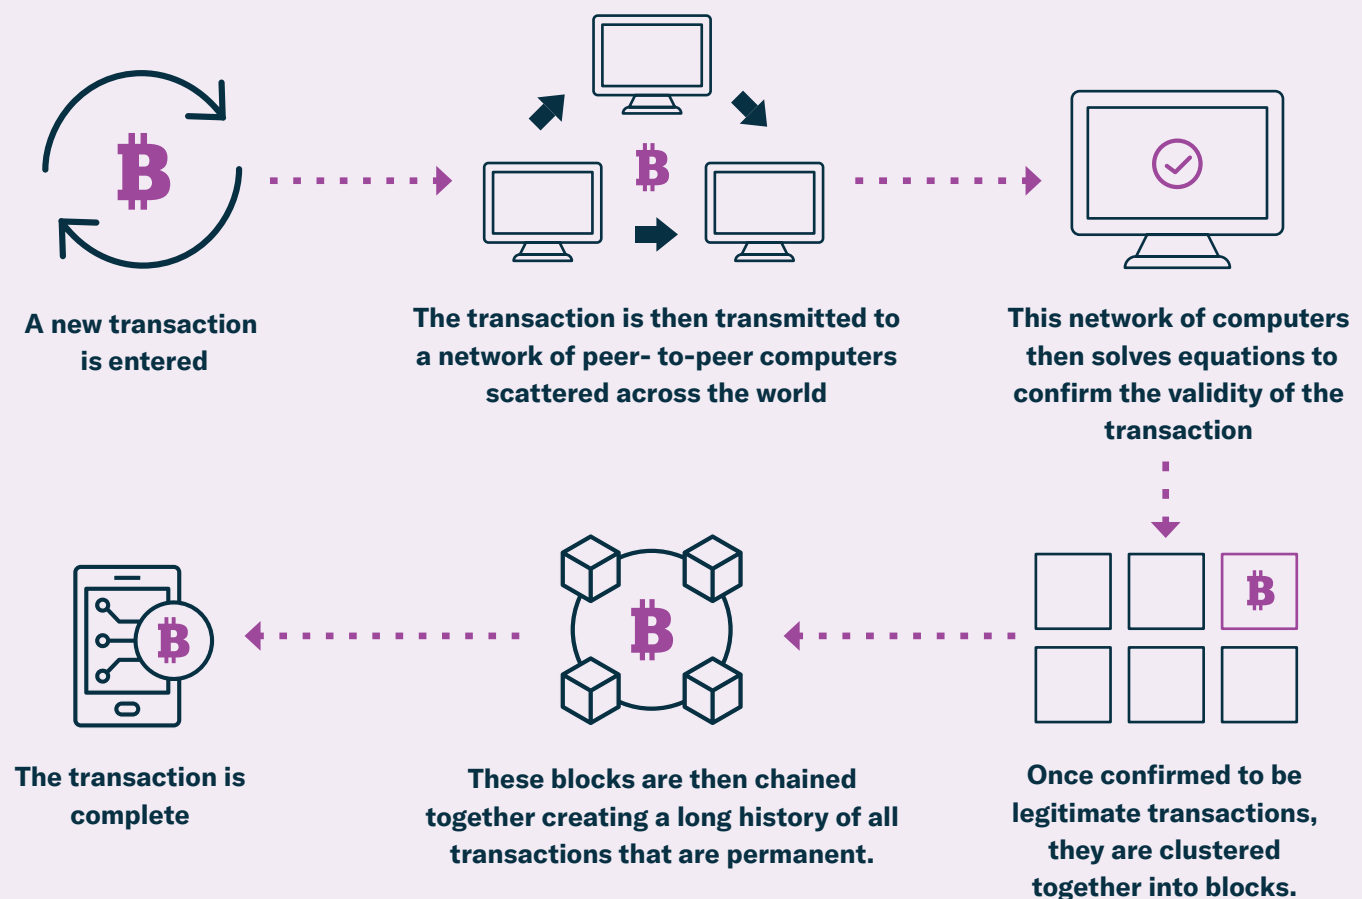 A new transaction
is entered
The transaction is then transmitted to
a network of peer- to-peer computers
scattered across the world
This network of computers
then solves equations to
confirm the validity of the
transaction
Once confirmed to be
legitimate transactions,
they are clustered
together into blocks.
These blocks are then chained
together creating a long history of all
transactions that are permanent.
The transaction is
complete